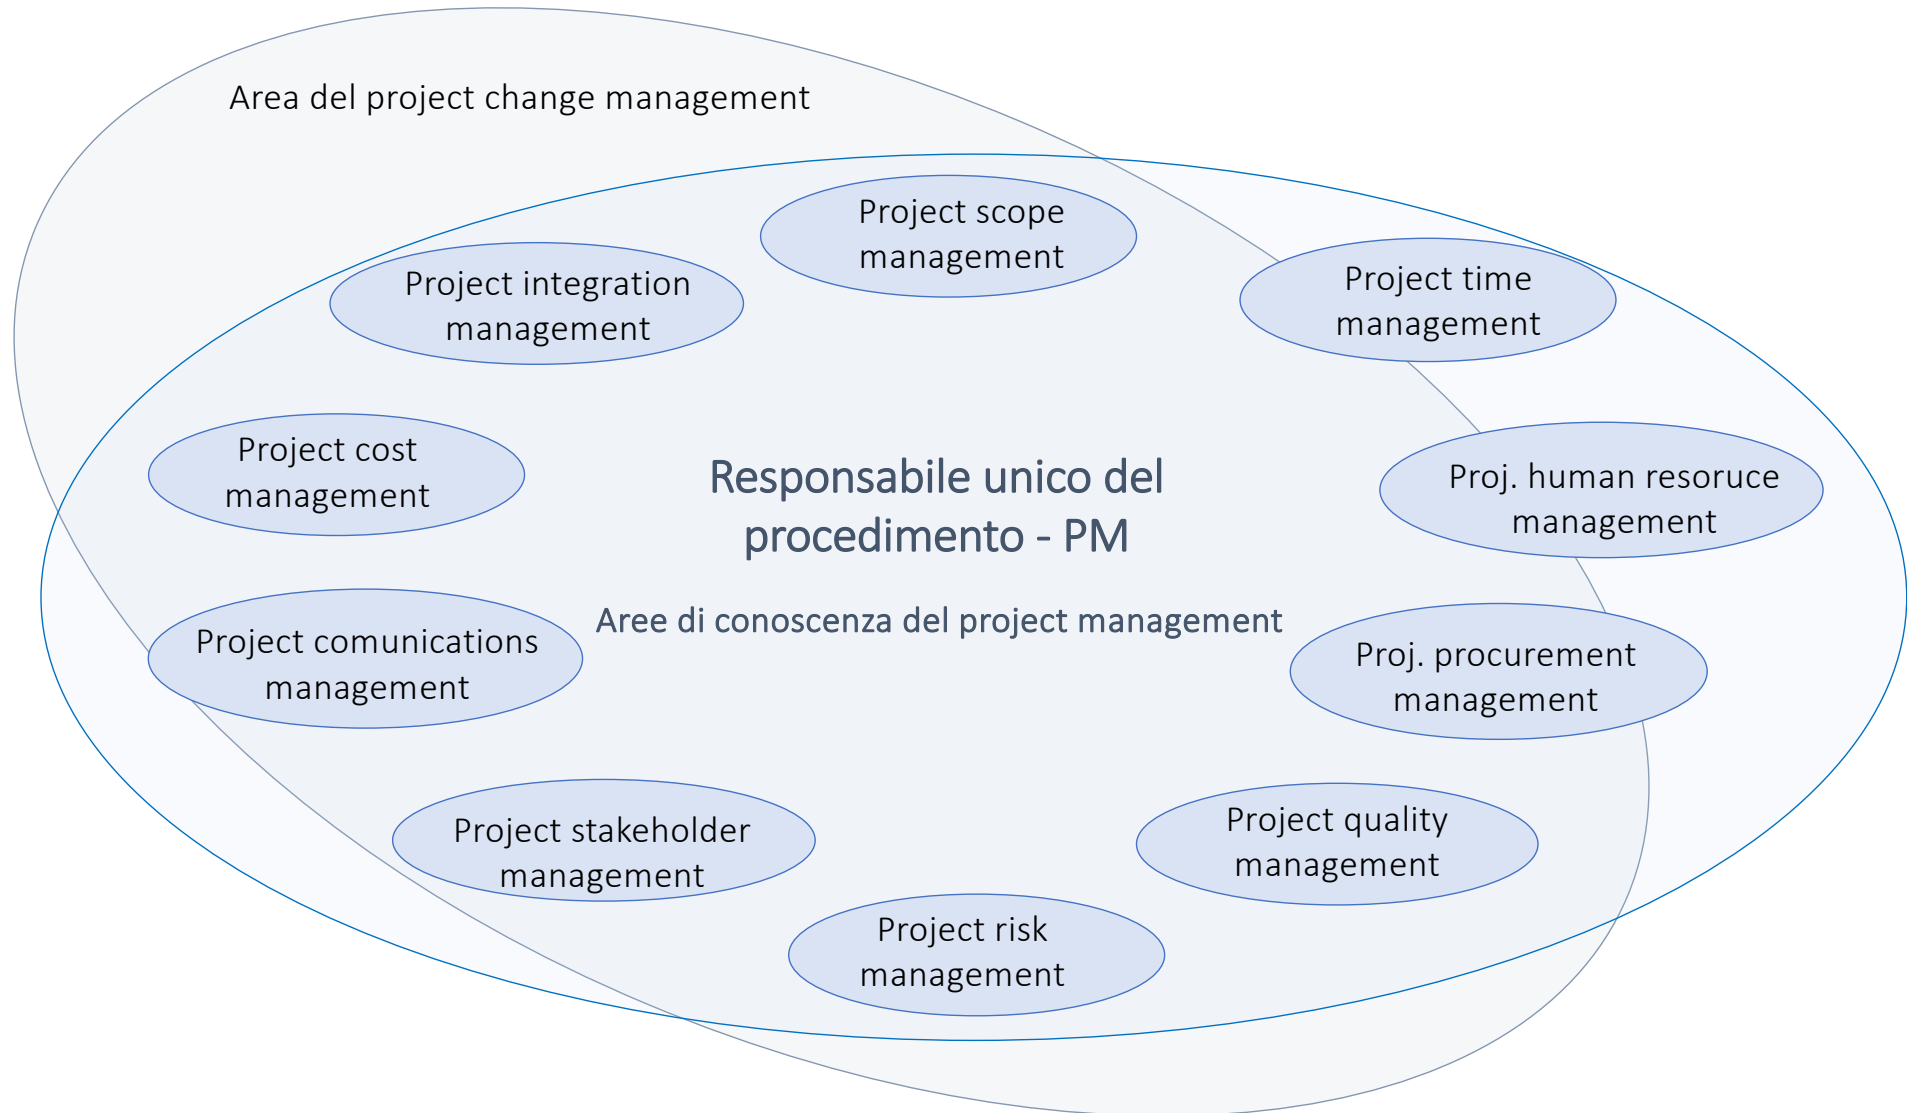 Area del project change management
Project scope
management
Project integration
management
Project time
management
Project cost
management
Responsabile unico del
procedimento - PM
Proj. human resoruce
management
Aree di conoscenza del project management
Project comunications
management
Proj. procurement
management
Project stakeholder
management
Project quality
management
Project risk
management